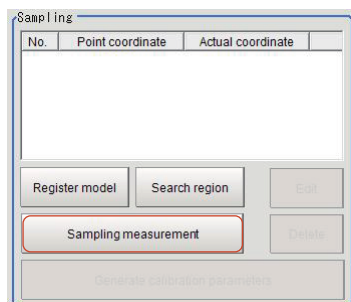 Sampling
No. Point coordinate Actual coordinate
Register model Search region Edit
Sampling measurement Delete
Generate calibration parameters